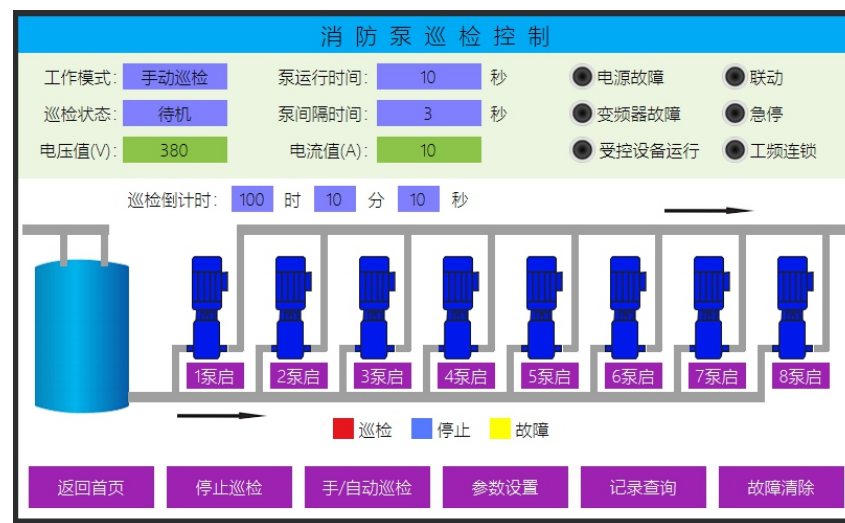 消防泵巡检控制
工作模式: 手动巡检 泵运行时间: 10 秒 电源故障 联动
巡检状态: 待机 泵间隔时间: 3 秒 变频器故障 急停
电压值(V): 380 电流值(A): 10 受控设备运行 工频连锁
巡检倒计时: 100 时 10 分 10 秒
1泵启 2泵启 3泵启 4泵启 5泵启 6泵启 7泵启 8泵启
巡检 停止 故障
返回首页 停止巡检 手/自动巡检 参数设置 记录查询 故障清除